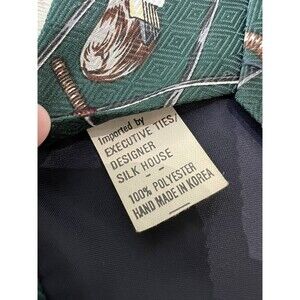 Imported by
EXECUTIVE TIES/
DESIGNER
SILK HOUSE
- -
100% POLYESTER
HAND MADE IN KOREA